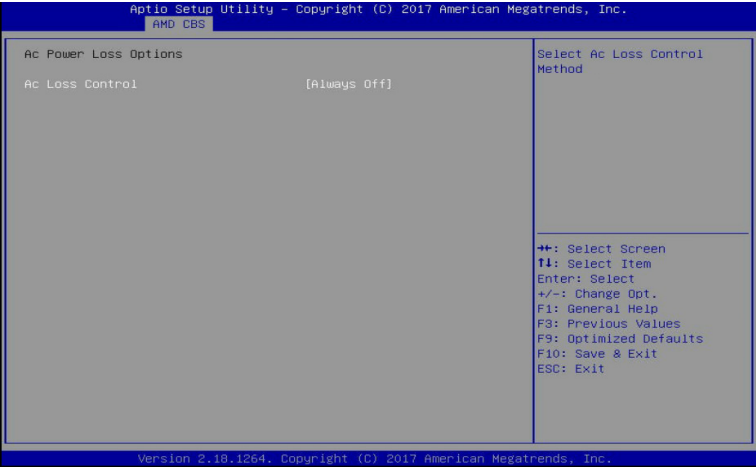 Aptio Setup Utility – Copyright (C) 2017 American Megatrends, Inc.
AMD CBS
Ac Power Loss Options
Ac Loss Control [Always Off]
Select Ac Loss Control
Method
→←: Select Screen
↑↓: Select Item
Enter: Select
+/-: Change Opt.
F1: General Help
F3: Previous Values
F9: Optimized Defaults
F10: Save & Exit
ESC: Exit
Version 2.18.1264. Copyright (C) 2017 American Megatrends, Inc.